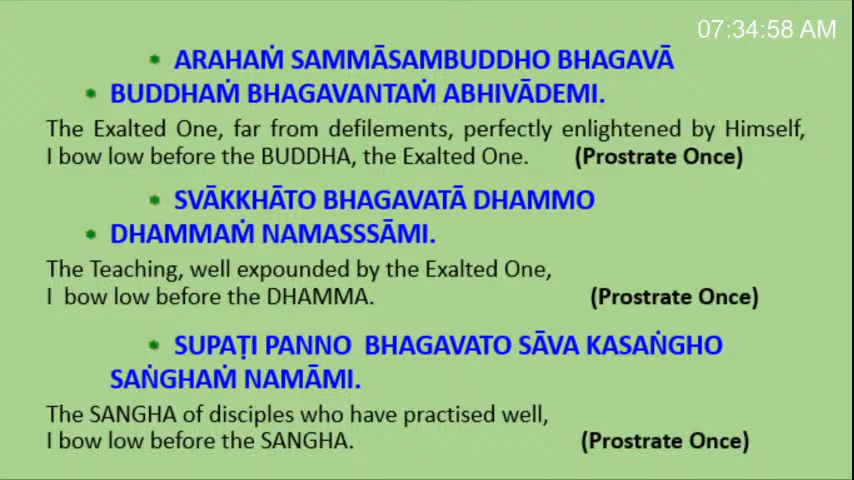 07:34:58 AM
ARAHAṀ SAMMĀSAMBUDDHO BHAGAVĀ
BUDDHAṀ BHAGAVANTAṀ ABHIVĀDEMI.
The Exalted One, far from defilements, perfectly enlightened by Himself,
I bow low before the BUDDHA, the Exalted One. (Prostrate Once)
SVĀKKHĀTO BHAGAVATĀ DHAMMO
DHAMMAṀ NAMASSSĀMI.
The Teaching, well expounded by the Exalted One,
I bow low before the DHAMMA. (Prostrate Once)
SUPAṬI PANNO BHAGAVATO SĀVA KASAṄGHO
SAṄGHAṀ NAMĀMI.
The SANGHA of disciples who have practised well,
I bow low before the SANGHA. (Prostrate Once)